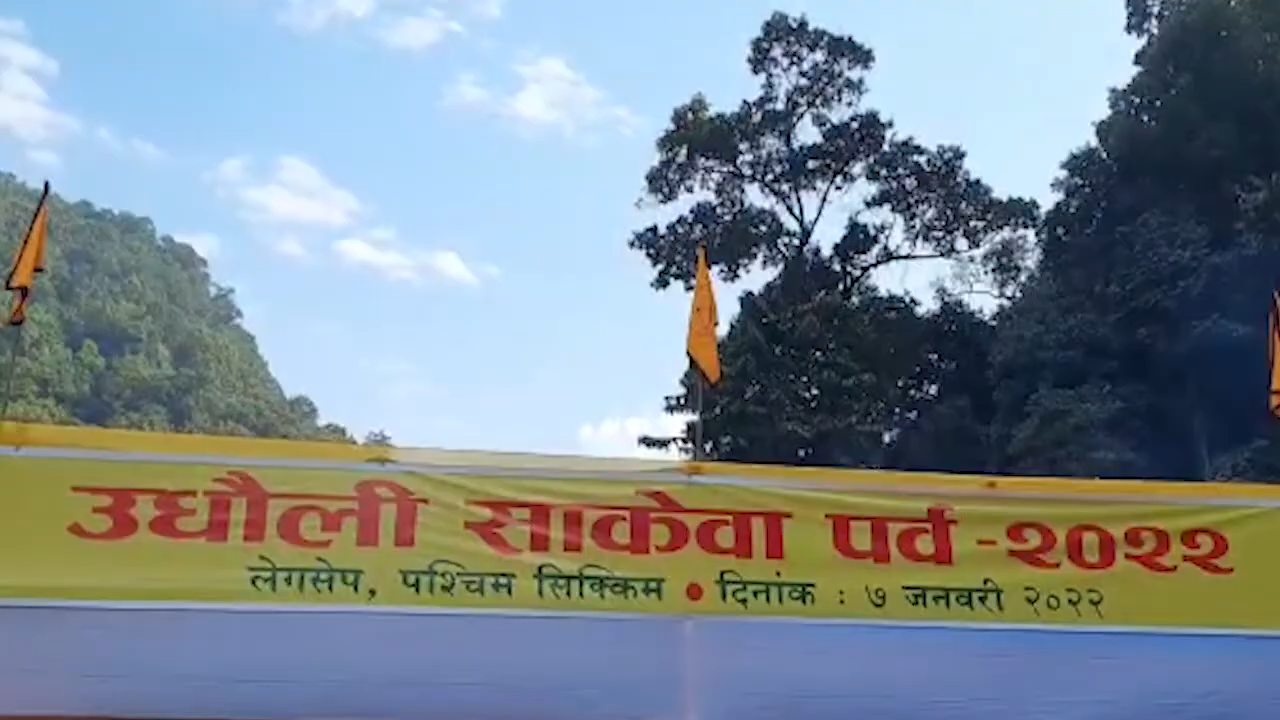 उधौली साकेवा पर्व -२०२२
लेगसेप, पश्चिम सिक्किम • दिनांक : ७ जनवरी २०२२